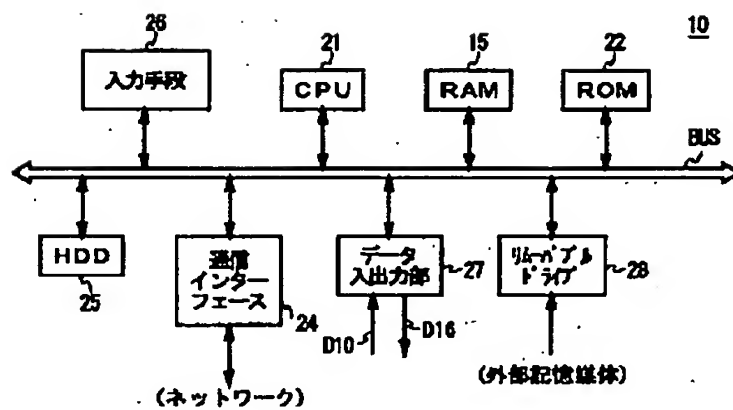 26
21
15
22
10
入力手段
CPU
RAM
ROM
BUS
HDD
25
通信
インター
フェース
24
データ
入出力部
27
リムーバブル
ドライブ
28
D10
D16
(ネットワーク)
(外部記憶媒体)